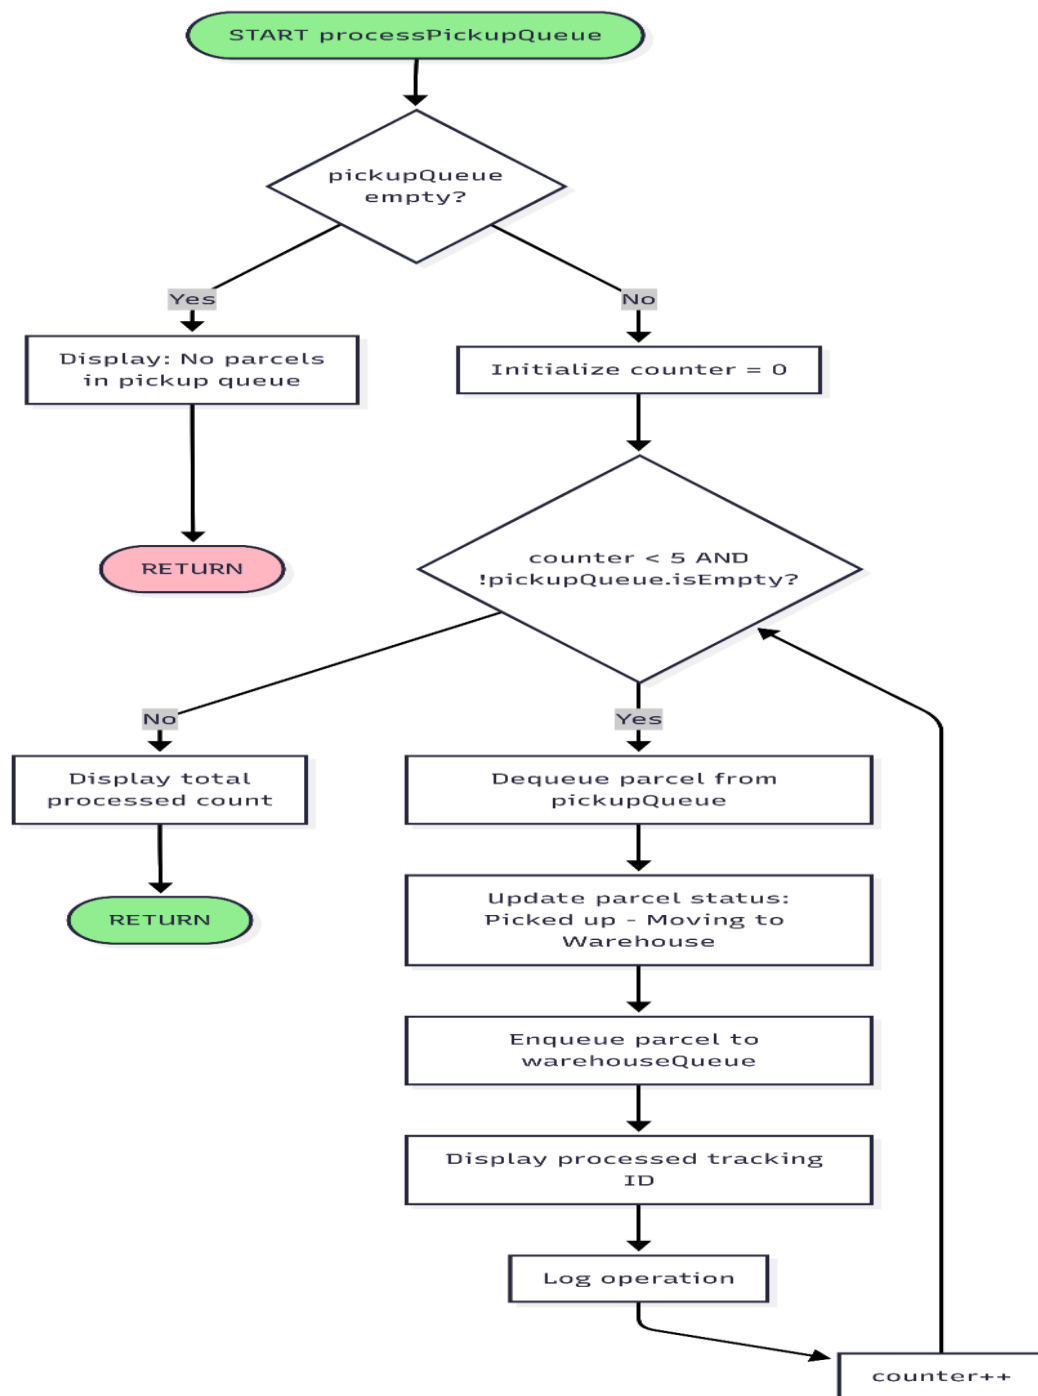 START processPickupQueue
pickupQueue
empty?
Yes
No
Display: No parcels
in pickup queue
Initialize counter = 0
RETURN
counter < 5 AND
!pickupQueue.isEmpty?
No
Yes
Display total
processed count
Dequeue parcel from
pickupQueue
RETURN
Update parcel status:
Picked up - Moving to
Warehouse
Enqueue parcel to
warehouseQueue
Display processed tracking
ID
Log operation
counter++